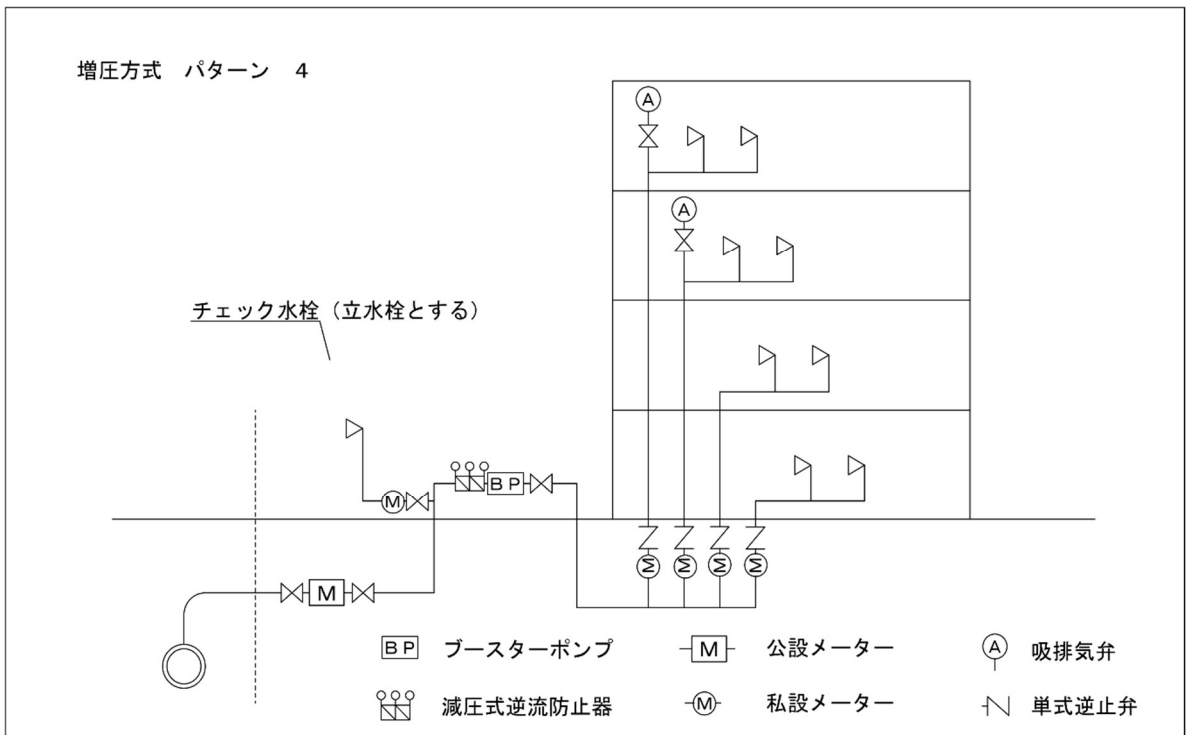 増圧方式 パターン 4
A
A
チェック水栓（立水栓とする）
BP
M
M M M M
M
BP ブースターポンプ M 公設メーター A 吸排気弁
減圧式逆流防止器 M 私設メーター 単式逆止弁